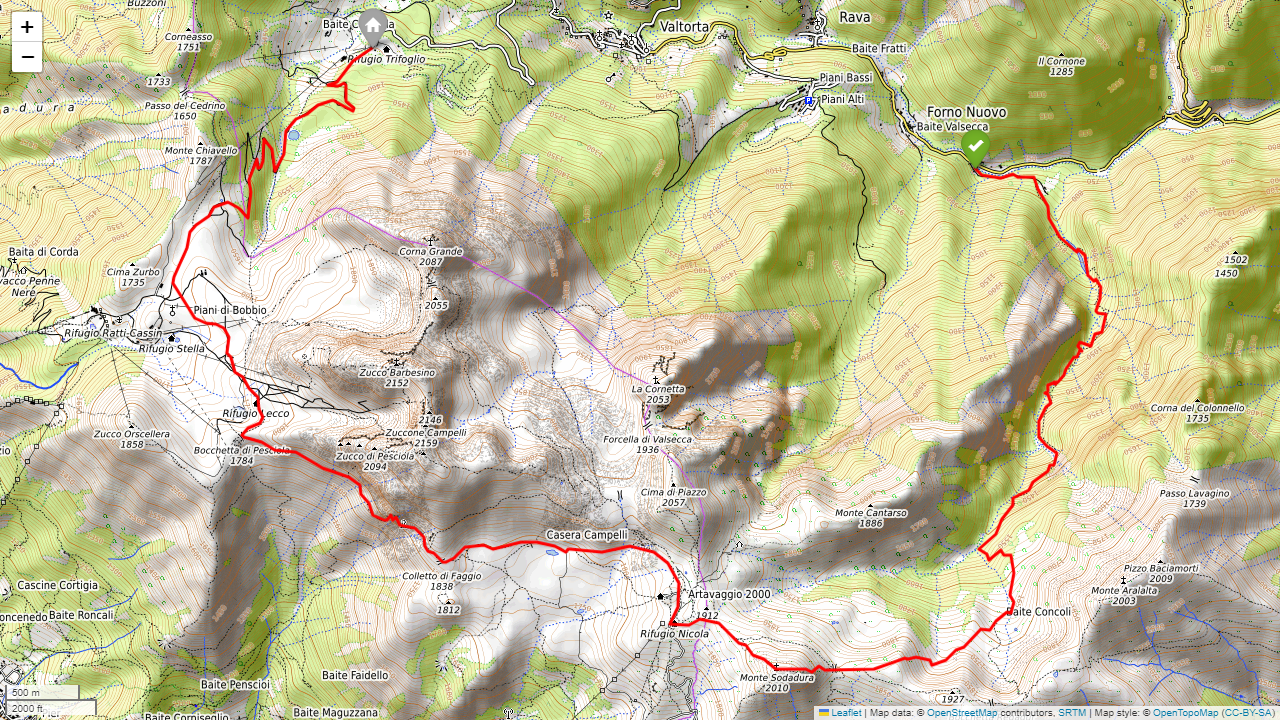 +
−
Buzzoni
Corneasso
1751
1733
Passo del Cedrino
1650
Monte Chiavello
1787
Rifugio Trifoglio
Valtorta
Rava
Baite Fratti
Piani Bassi
Piani Alti
Il Cornone
1285
Forno Nuovo
Baite Valsecca
Baita di Corda
Cima Zurbo
1735
Nere
Piani di Bobbio
Rifugio Ratti-Cassin
Rifugio Stella
Corna Grande
2087
2055
Zucco Barbesino
2152
2146
Zuccone Campelli
2159
Zucco di Pesciola
2094
Rifugio Lecco
Zucco Orscellera
1858
Bocchetta di Pesciola
1784
La Cornetta
2053
Forcella di Valsecca
1936
Cima di Piazzo
2057
Monte Cantarso
1886
1502
1450
Corna del Colonnello
1735
Passo Lavagino
1739
Pizzo Baciamorti
2009
Monte Aralalta
2003
Casera Campelli
Colletto di Faggio
1838
1812
Artavaggio 2000
1912
Rifugio Nicola
Monte Sodadura
2010
Baite Concoli
1927
Cascine Cortigia
Baite Roncali
Baite Penscioi
Baite Faidello
Baite Maguzzana
Baite Corniseglio
500 m
2000 ft
Leaflet | Map data: © OpenStreetMap contributors, SRTM | Map style: © OpenTopoMap (CC-BY-SA)